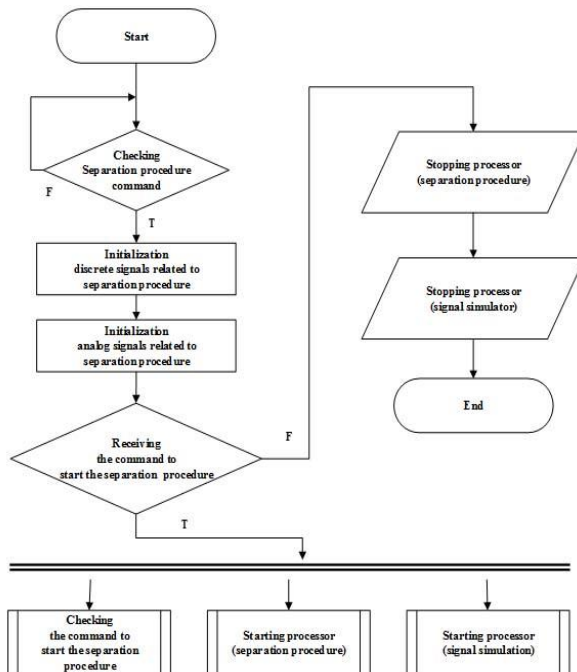 Start
Checking
Separation procedure
command
F
T
Initialization
discrete signals related to
separation procedure
Initialization
analog signals related to
separation procedure
Receiving
the command to
start the separation procedure
F
T
Stopping processor
(separation procedure)
Stopping processor
(signal simulator)
End
Checking
the command to
start the separation
procedure
Starting processor
(separation procedure)
Starting processor
(signal simulation)